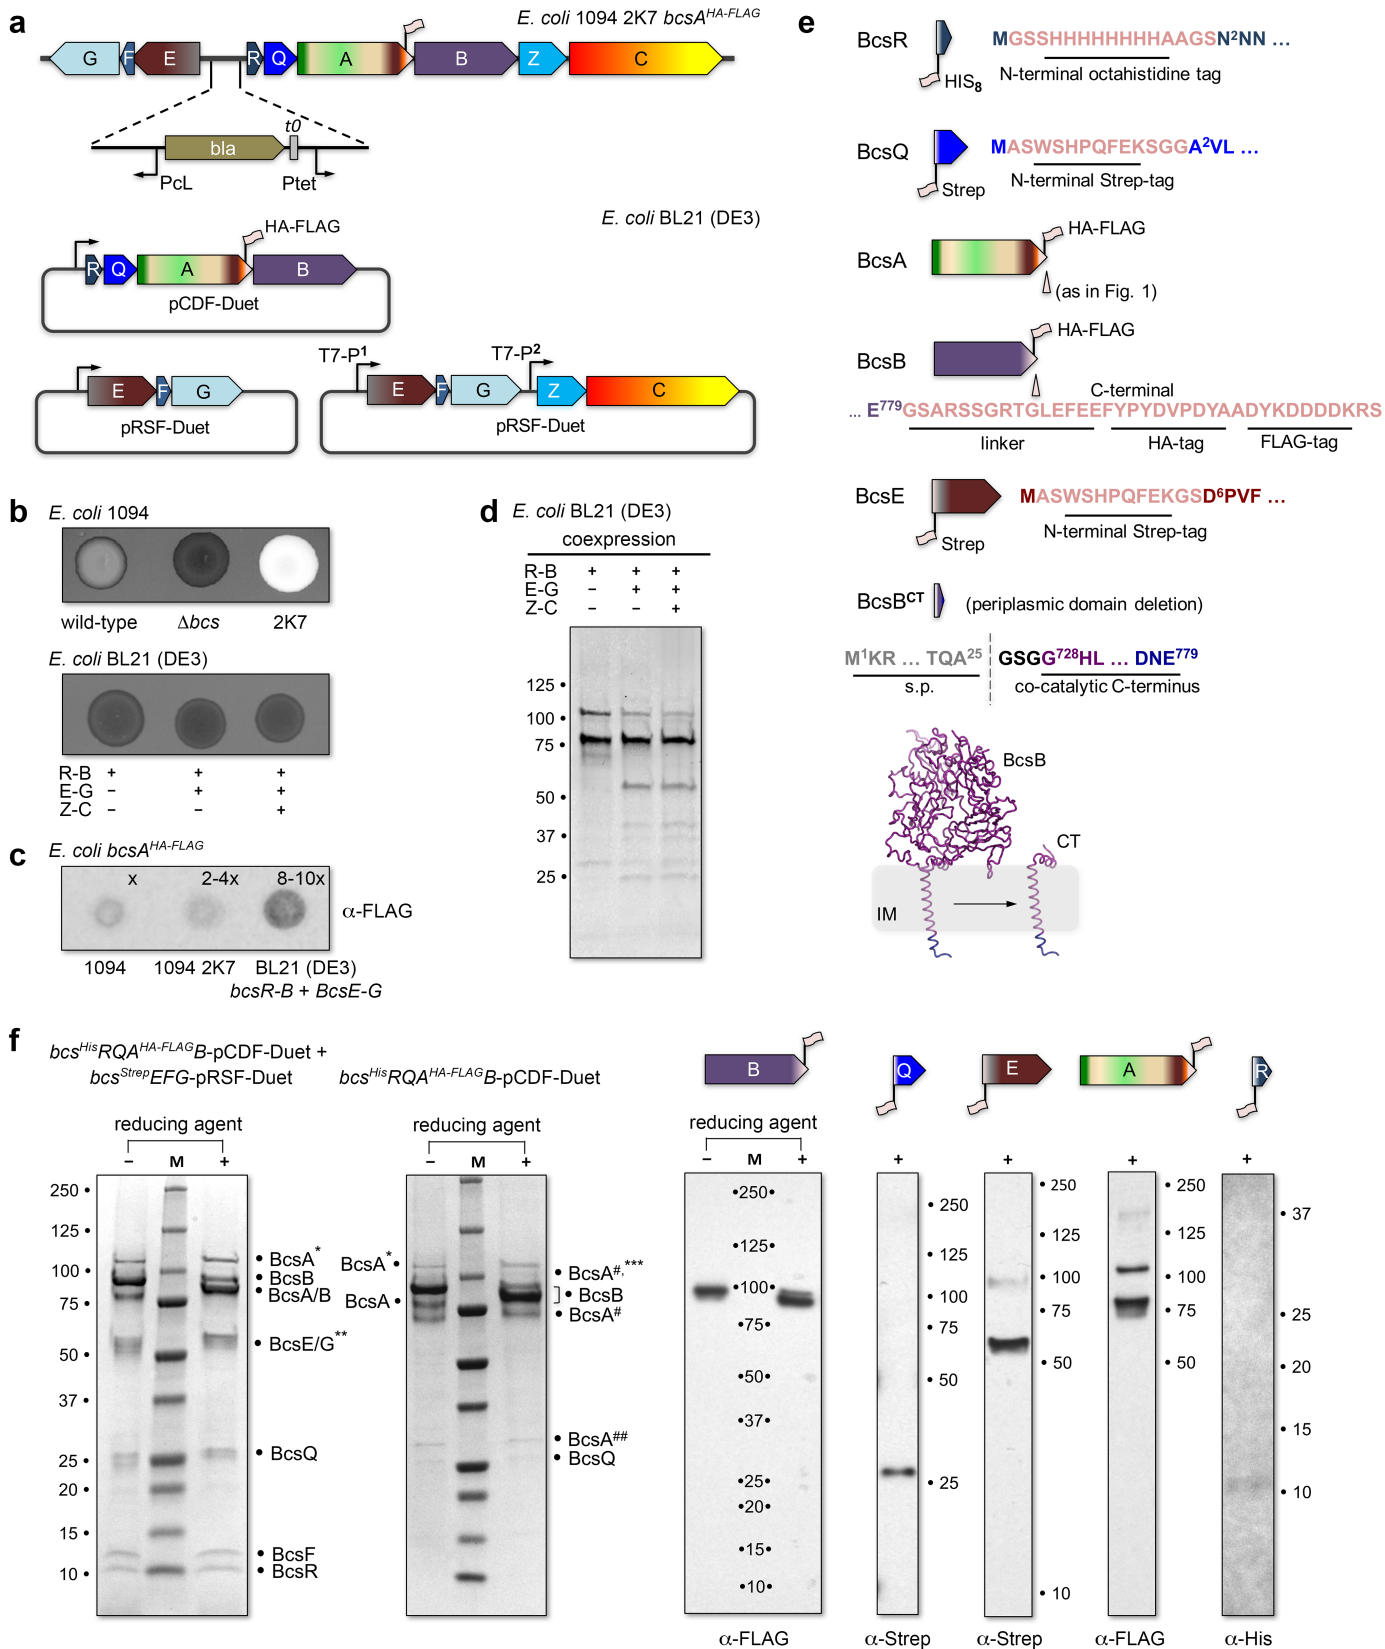 a
E. coli 1094 2K7 bcsA^HA-FLAG
G F E R Q A B Z C
bla
t0
PcL Ptet
E. coli BL21 (DE3)
HA-FLAG
R Q A B
pCDF-Duet
T7-P¹ T7-P²
E F G
pRSF-Duet
E F G Z C
pRSF-Duet
b
E. coli 1094
wild-type Δbcs 2K7
E. coli BL21 (DE3)
R-B + + +
E-G – + +
Z-C – – +
c
E. coli bcsA^HA-FLAG
x 2-4x 8-10x
α-FLAG
1094 1094 2K7 BL21 (DE3)
bcsR-B + BcsE-G
d
E. coli BL21 (DE3)
coexpression
R-B + + +
E-G – + +
Z-C – – +
125
100
75
50
37
25
e
BcsR
HIS₈
MGSSHHHHHHHHAAGSN²NN ...
N-terminal octahistidine tag
BcsQ
Strep
MASWSHPQFEKSGGA²VL ...
N-terminal Strep-tag
BcsA
HA-FLAG
(as in Fig. 1)
BcsB
HA-FLAG
C-terminal
... E⁷⁷⁹GSARSSGRTGLEFEEFYPYDVPDYAADYKDDDDKRS
linker HA-tag FLAG-tag
BcsE
Strep
MASWSHPQFEKGSD⁶PVF ...
N-terminal Strep-tag
BcsB^CT (periplasmic domain deletion)
M¹KR ... TQA²⁵ GSGG⁷²⁸HL ... DNE⁷⁷⁹
s.p. co-catalytic C-terminus
BcsB
CT
IM
f
bcs^HisRQA^HA-FLAGB-pCDF-Duet +
bcs^StrepEFG-pRSF-Duet
reducing agent
– M +
250
125
100
75
50
37
25
20
15
10
BcsA*
BcsB
BcsA/B
BcsE/G**
BcsQ
BcsF
BcsR
bcs^HisRQA^HA-FLAGB-pCDF-Duet
reducing agent
– M +
BcsA*
BcsA
BcsA#,***
BcsB
BcsA#
BcsA##
BcsQ
B
reducing agent
– M +
250
125
100
75
50
37
25
20
15
10
α-FLAG
Q
+
250
125
100
75
50
25
α-Strep
E
+
250
125
100
75
50
10
α-Strep
A
+
250
125
100
75
50
α-FLAG
R
+
37
25
20
15
10
α-His